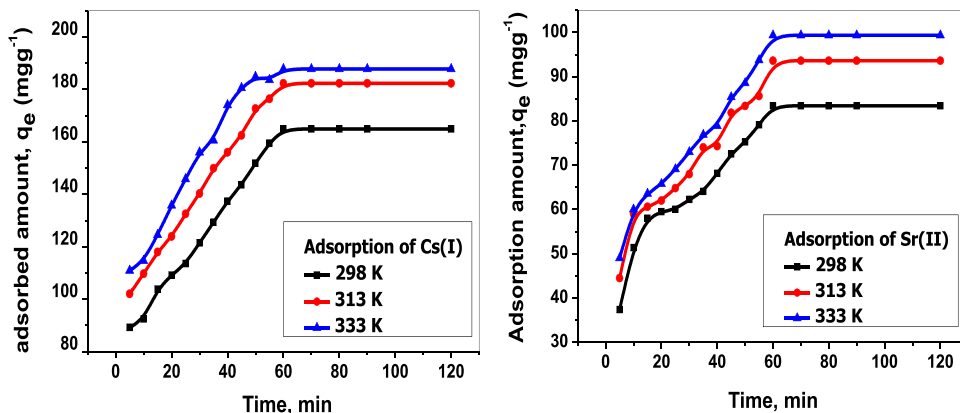 adsorbed amount, qe (mgg-1)
200
180
160
140
120
100
80
0 20 40 60 80 100 120
Time, min
Adsorption of Cs(I)
298 K
313 K
333 K
Adsorption amount,qe (mgg-1)
100
90
80
70
60
50
40
30
0 20 40 60 80 100 120
Time, min
Adsorption of Sr(II)
298 K
313 K
333 K